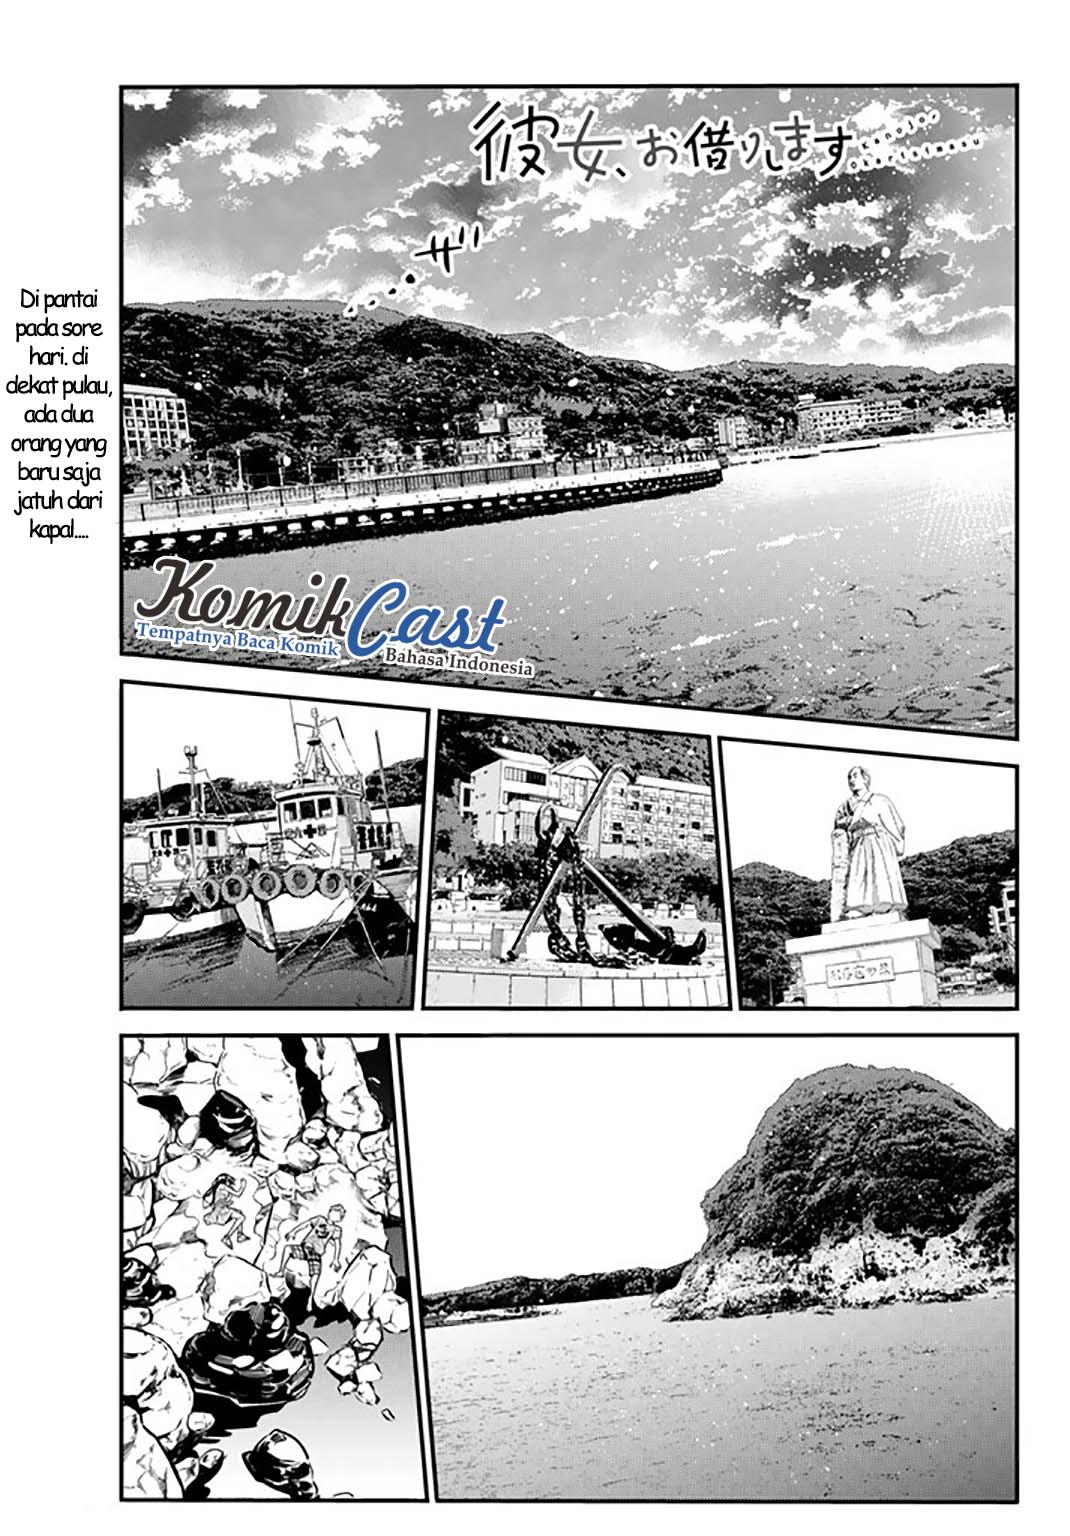 彼女、お借りします
kanojo,
okarishimasu
ザ
Di pantai
pada sore
hari. di
dekat pulau,
ada dua
orang yang
baru saja
jatuh dari
kapal....
KomikCast
Tempatnya Baca Komik
Bahasa Indonesia